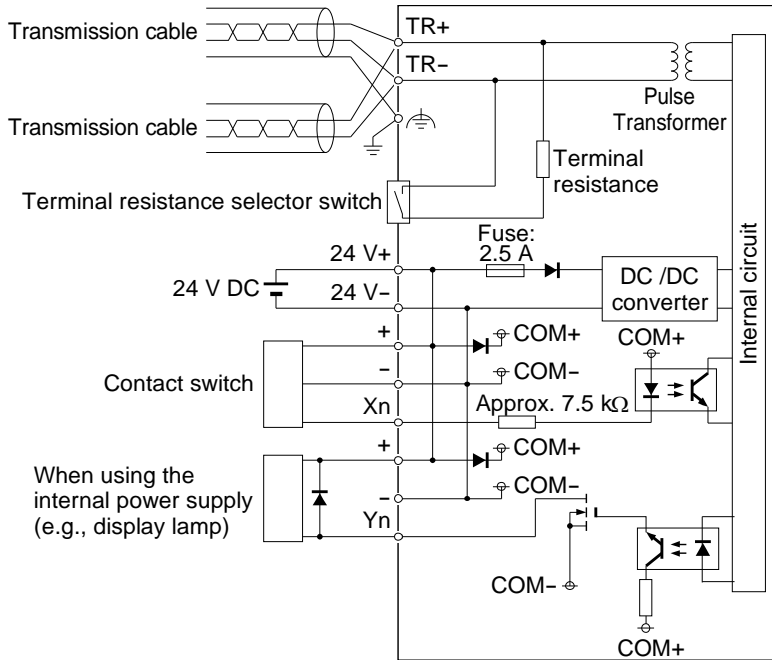 Transmission cable
TR+
TR−
Pulse
Transformer
Transmission cable
Terminal
resistance
Terminal resistance selector switch
Fuse:
2.5 A
24 V+
24 V DC
24 V−
DC /DC
converter
Internal circuit
+
COM+
COM+
−
COM−
Contact switch
Xn
Approx. 7.5 kΩ
+
COM+
When using the
internal power supply
(e.g., display lamp)
−
COM−
Yn
COM−
COM+